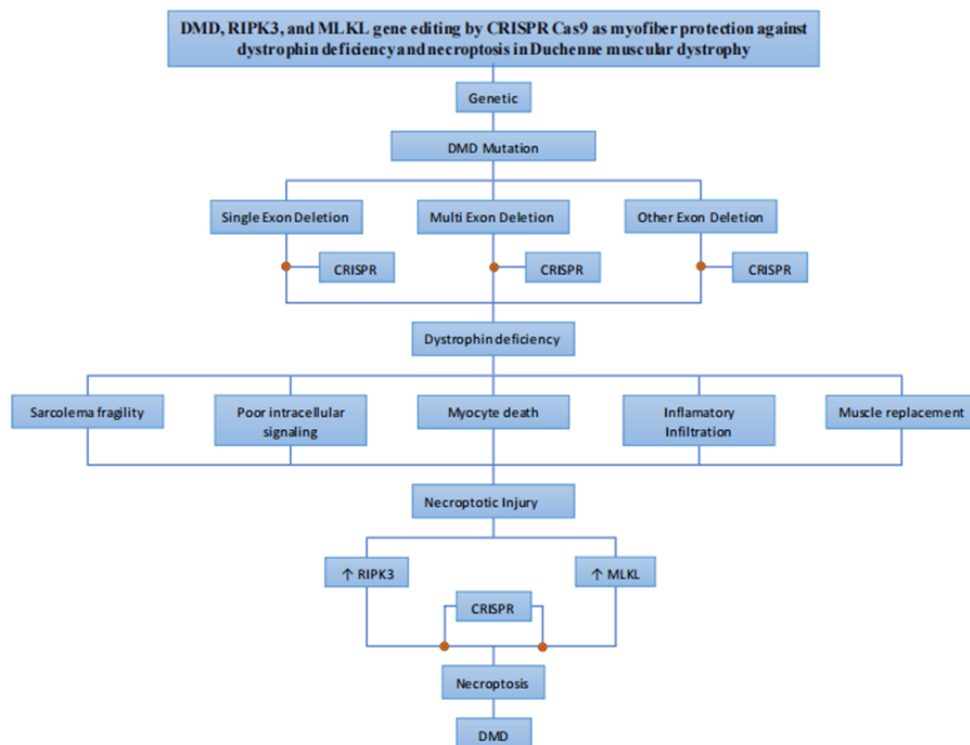 DMD, RIPK3, and MLKL gene editing by CRISPR Cas9 as myofiber protection against
dystrophin deficiency and necroptosis in Duchenne muscular dystrophy
Genetic
DMD Mutation
Single Exon Deletion
Multi Exon Deletion
Other Exon Deletion
CRISPR
CRISPR
CRISPR
Dystrophin deficiency
Sarcolema fragility
Poor intracellular
signaling
Myocyte death
Inflamatory
Infiltration
Muscle replacement
Necroptotic Injury
↑ RIPK3
↑ MLKL
CRISPR
Necroptosis
DMD